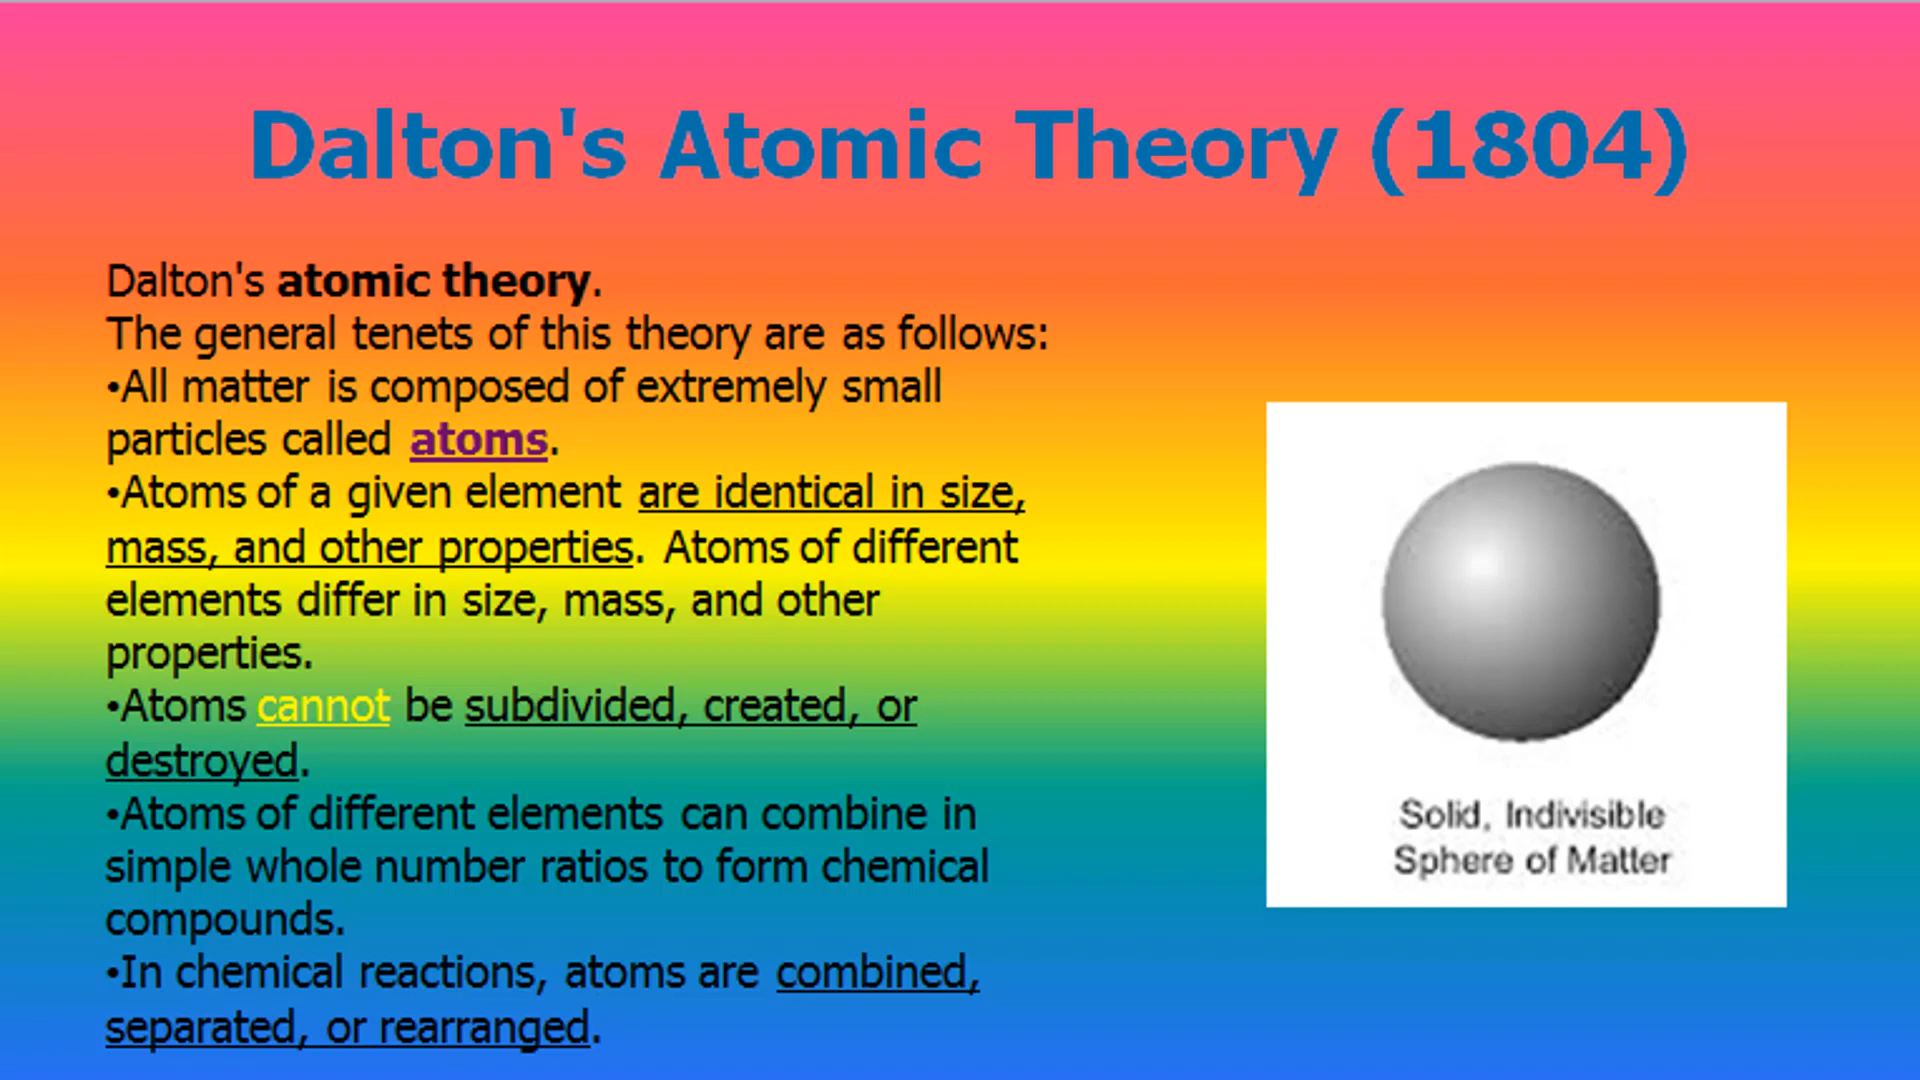 Dalton's Atomic Theory (1804)
Dalton's atomic theory.
The general tenets of this theory are as follows:
•All matter is composed of extremely small
particles called atoms.
•Atoms of a given element are identical in size,
mass, and other properties. Atoms of different
elements differ in size, mass, and other
properties.
•Atoms cannot be subdivided, created, or
destroyed.
•Atoms of different elements can combine in
simple whole number ratios to form chemical
compounds.
•In chemical reactions, atoms are combined,
separated, or rearranged.
Solid, Indivisible
Sphere of Matter